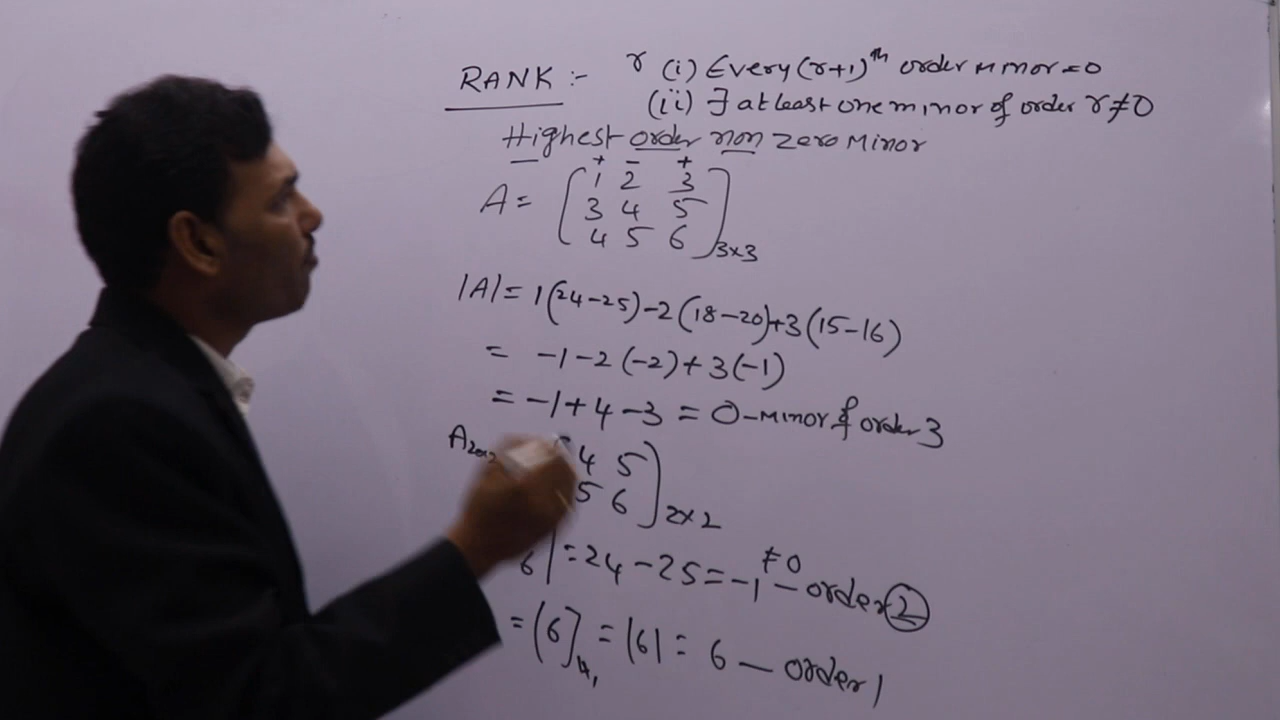 RANK :- r (i) Every (r+1)th order minor = 0
(ii) ∃ at least one minor of order r ≠ 0
Highest order non zero Minor
+ − +
A = [1 2 3
3 4 5
4 5 6]3×3
|A| = 1(24−25)−2(18−20)+3(15−16)
= −1−2(−2)+3(−1)
= −1+4−3 = 0 – Minor of order 3
4 5
5 6]2×2
6| = 24−25 = −1 ≠0 – order 2
= [6] = |6| = 6 — order 1